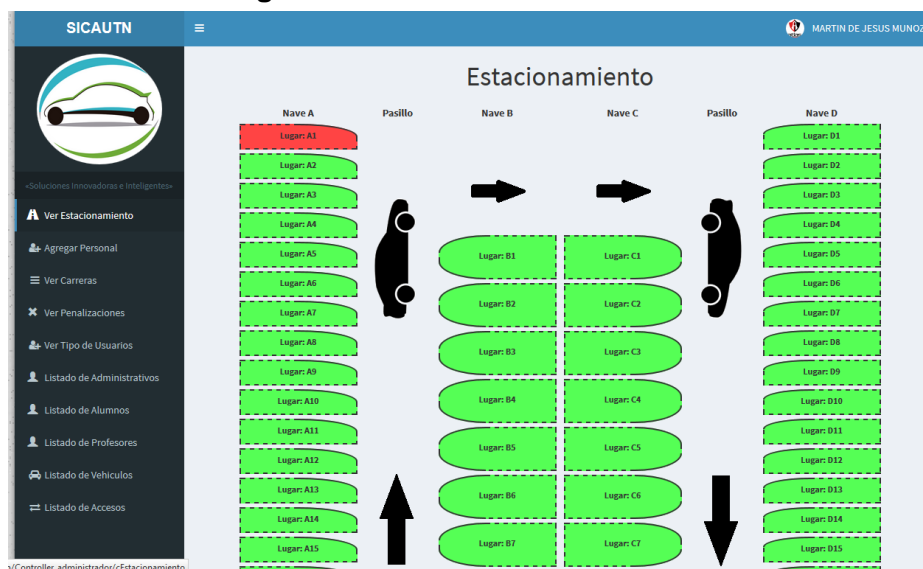 SICAUTN
MARTIN DE JESUS MUNOZ
Estacionamiento
Nave A Pasillo Nave B Nave C Pasillo Nave D
«Soluciones Innovadoras e Inteligentes»
Ver Estacionamiento
Agregar Personal
Ver Carreras
Ver Penalizaciones
Ver Tipo de Usuarios
Listado de Administrativos
Listado de Alumnos
Listado de Profesores
Listado de Vehiculos
Listado de Accesos
Lugar: A1
Lugar: A2
Lugar: A3
Lugar: A4
Lugar: A5
Lugar: A6
Lugar: A7
Lugar: A8
Lugar: A9
Lugar: A10
Lugar: A11
Lugar: A12
Lugar: A13
Lugar: A14
Lugar: A15
Lugar: B1
Lugar: B2
Lugar: B3
Lugar: B4
Lugar: B5
Lugar: B6
Lugar: B7
Lugar: C1
Lugar: C2
Lugar: C3
Lugar: C4
Lugar: C5
Lugar: C6
Lugar: C7
Lugar: D1
Lugar: D2
Lugar: D3
Lugar: D4
Lugar: D5
Lugar: D6
Lugar: D7
Lugar: D8
Lugar: D9
Lugar: D10
Lugar: D11
Lugar: D12
Lugar: D13
Lugar: D14
Lugar: D15
/Controller_administrador/cEstacionamiento